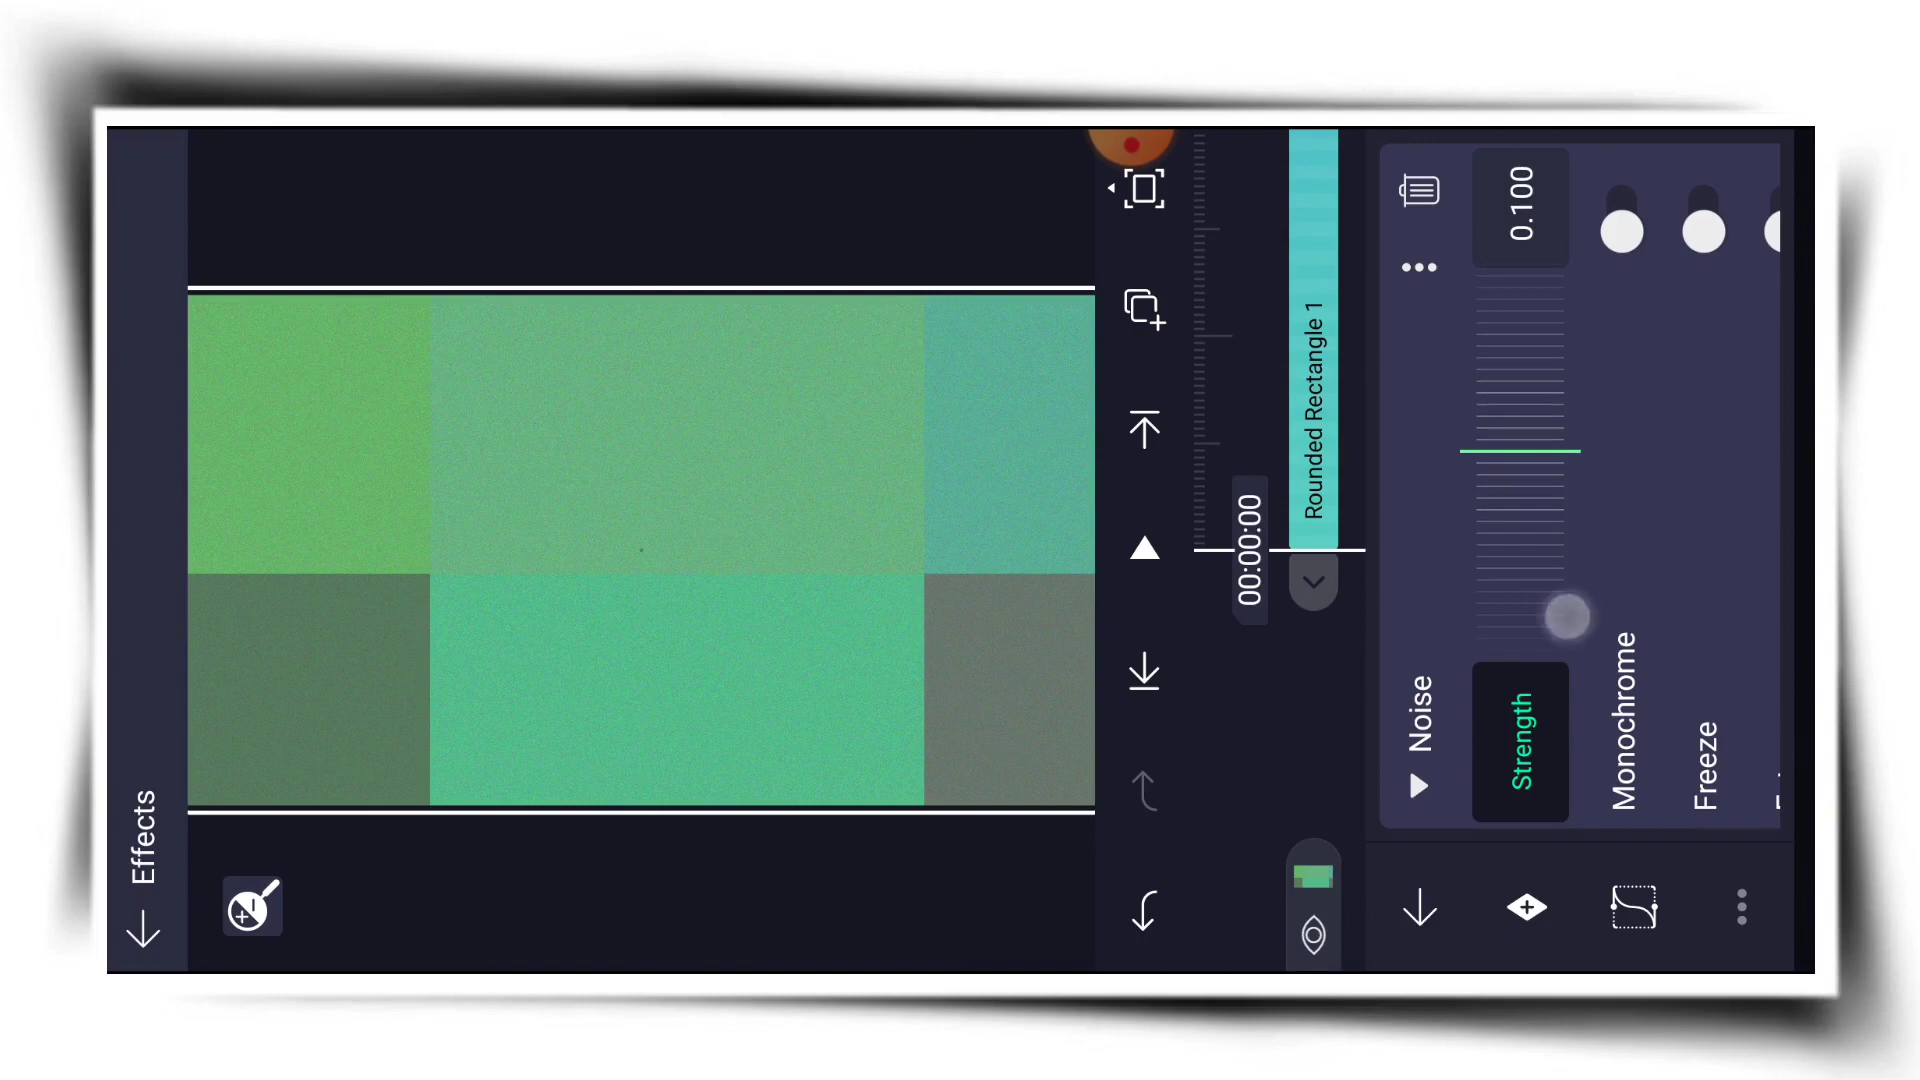 Effects
00:00:00
Rounded Rectangle 1
Noise
Strength 0.100
Monochrome
Freeze